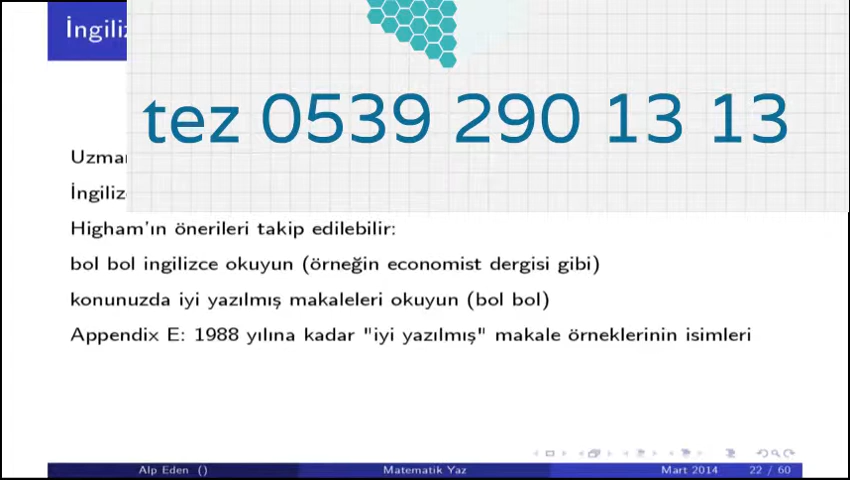 tez 0539 290 13 13
Higham'ın önerileri takip edilebilir:
bol bol ingilizce okuyun (örneğin economist dergisi gibi)
konunuzda iyi yazılmış makaleleri okuyun (bol bol)
Appendix E: 1988 yılına kadar "iyi yazılmış" makale örneklerinin isimleri
Alp Eden () Matematik Yaz Mart 2014 22 / 60